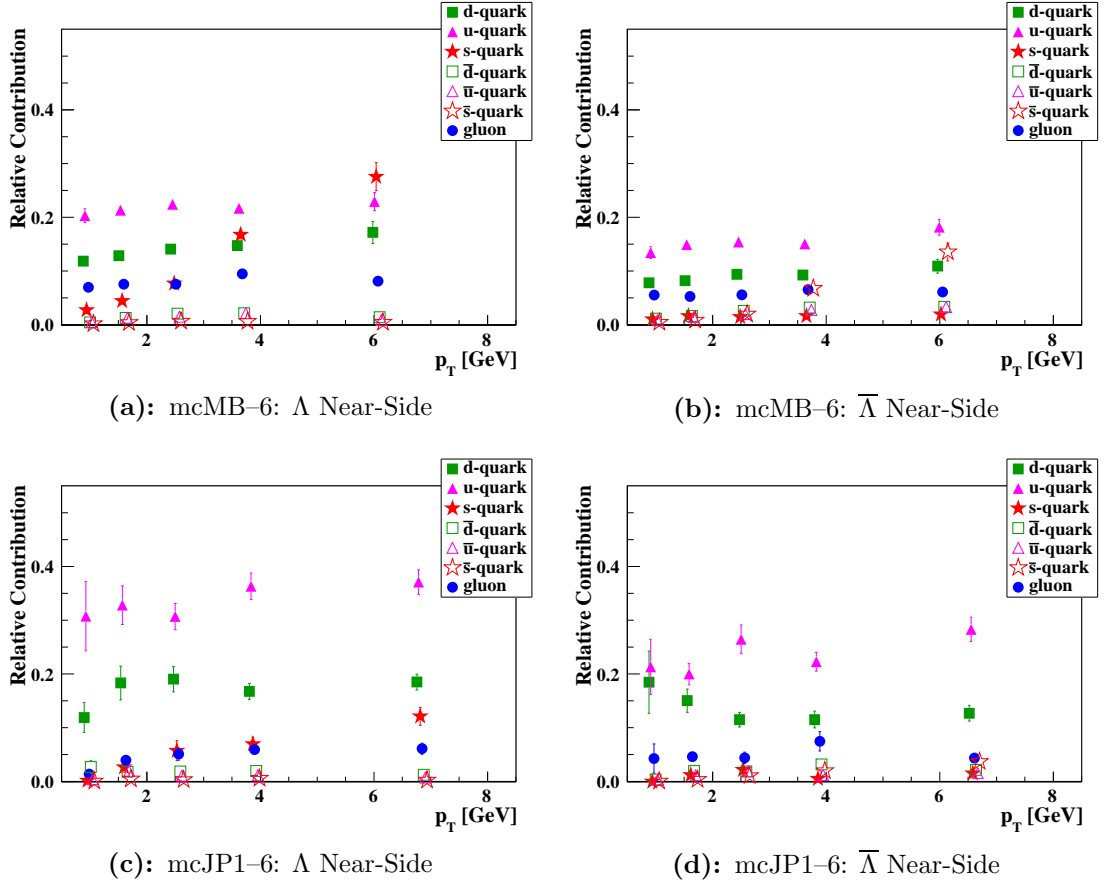 d-quark
u-quark
s-quark
d̅-quark
u̅-quark
s̅-quark
gluon
Relative Contribution
0.4
0.2
0.0
2 4 6 8
p_T [GeV]
(a): mcMB–6: Λ Near-Side
d-quark
u-quark
s-quark
d̅-quark
u̅-quark
s̅-quark
gluon
Relative Contribution
0.4
0.2
0.0
2 4 6 8
p_T [GeV]
(b): mcMB–6: Λ̅ Near-Side
d-quark
u-quark
s-quark
d̅-quark
u̅-quark
s̅-quark
gluon
Relative Contribution
0.4
0.2
0.0
2 4 6 8
p_T [GeV]
(c): mcJP1–6: Λ Near-Side
d-quark
u-quark
s-quark
d̅-quark
u̅-quark
s̅-quark
gluon
Relative Contribution
0.4
0.2
0.0
2 4 6 8
p_T [GeV]
(d): mcJP1–6: Λ̅ Near-Side